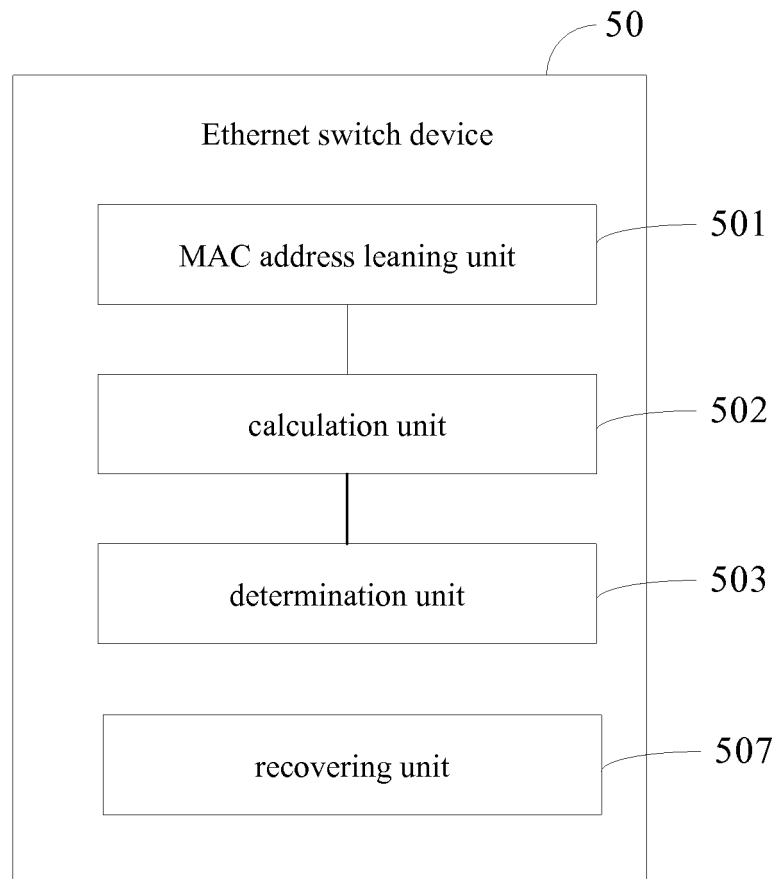 50
Ethernet switch device
501
MAC address leaning unit
502
calculation unit
503
determination unit
507
recovering unit